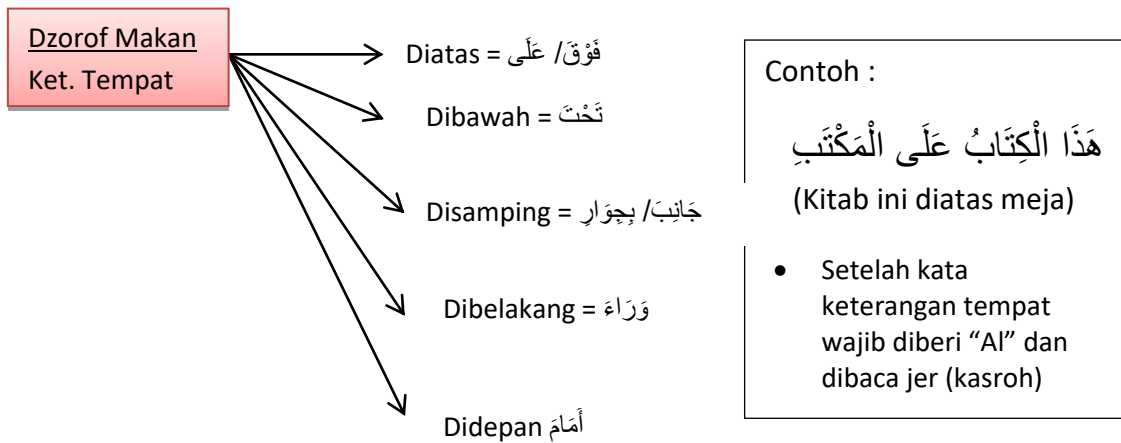 Dzorof Makan
Ket. Tempat
Diatas = فَوْقَ/ عَلَى
Dibawah = تَحْتَ
Disamping = جَانِبَ/ بِجِوَارِ
Dibelakang = وَرَاءَ
Didepan أَمَامَ
Contoh :
هَذَا الْكِتَابُ عَلَى الْمَكْتَبِ
(Kitab ini diatas meja)
• Setelah kata
keterangan tempat
wajib diberi “Al” dan
dibaca jer (kasroh)